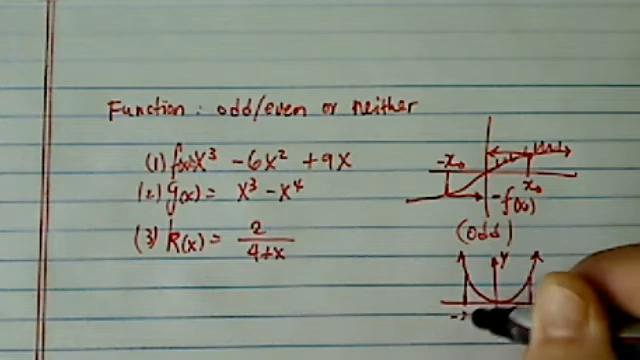 Function: odd/even or neither
(1) f(x) x³ - 6x² + 9x
(2) g(x) = x³ - x⁴
(3) R(x) = 2/(4+x)
-x₀
x₀
-f(x₀)
(odd)
y